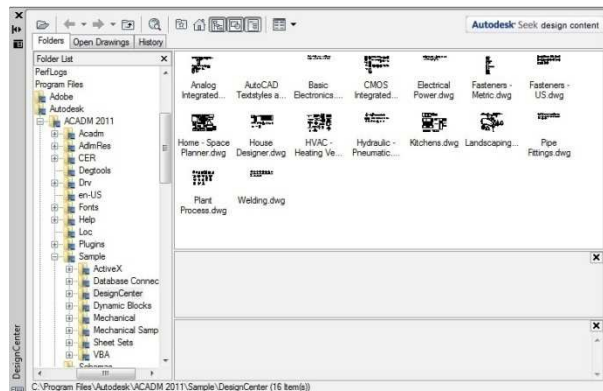 Autodesk® Seek design content
Folders Open Drawings History
Folder List
PerfLogs
Program Files
Adobe
Autodesk
ACADM 2011
Acadm
AdlmRes
CER
Degtools
Drv
en-US
Fonts
Help
Loc
Plugins
Sample
ActiveX
Database Connec
DesignCenter
Dynamic Blocks
Mechanical
Mechanical Samp
Sheet Sets
VBA
Analog Integrated....
AutoCAD Textstyles a...
Basic Electronics....
CMOS Integrated...
Electrical Power.dwg
Fasteners - Metric.dwg
Fasteners - US.dwg
Home - Space Planner.dwg
House Designer.dwg
HVAC - Heating Ve...
Hydraulic - Pneumatic....
Kitchens.dwg
Landscaping...
Pipe Fittings.dwg
Plant Process.dwg
Welding.dwg
DesignCenter
C:\Program Files\Autodesk\ACADM 2011\Sample\DesignCenter (16 Item(s))